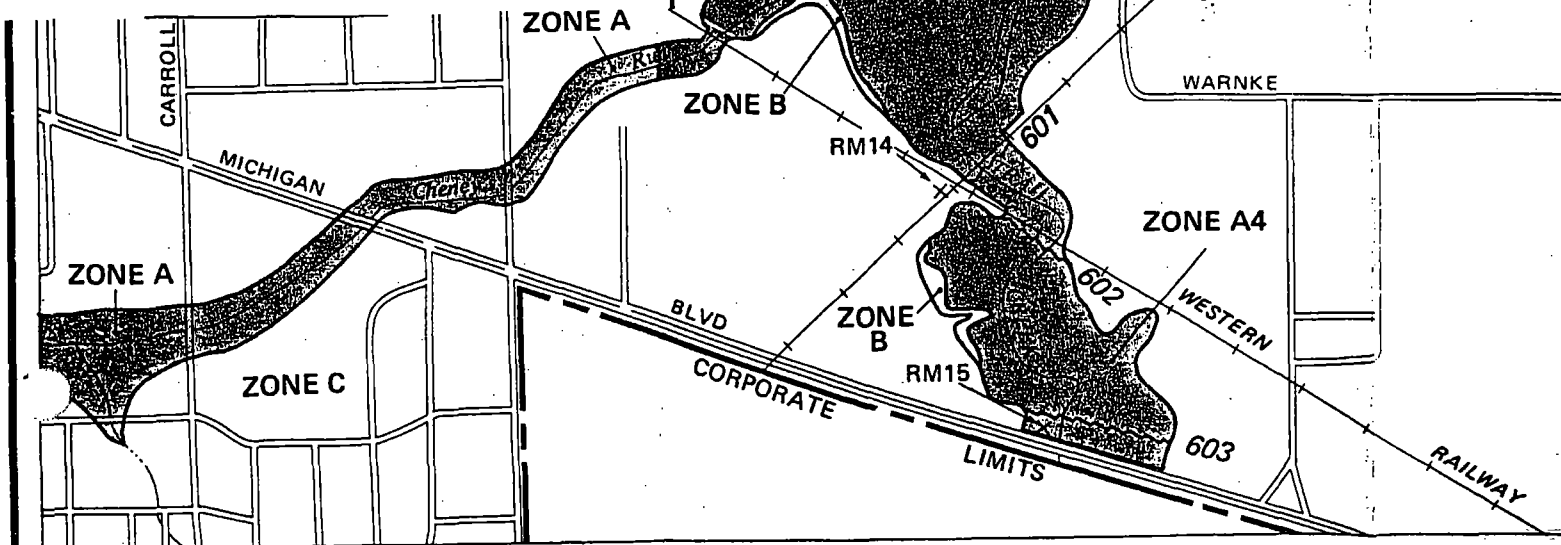 ZONE A
CARROLL
ZONE B
WARNKE
601
RM14
MICHIGAN
Cheney
ZONE A4
ZONE A
602
WESTERN
BLVD
ZONE
B
RM15
CORPORATE
ZONE C
603
LIMITS
RAILWAY